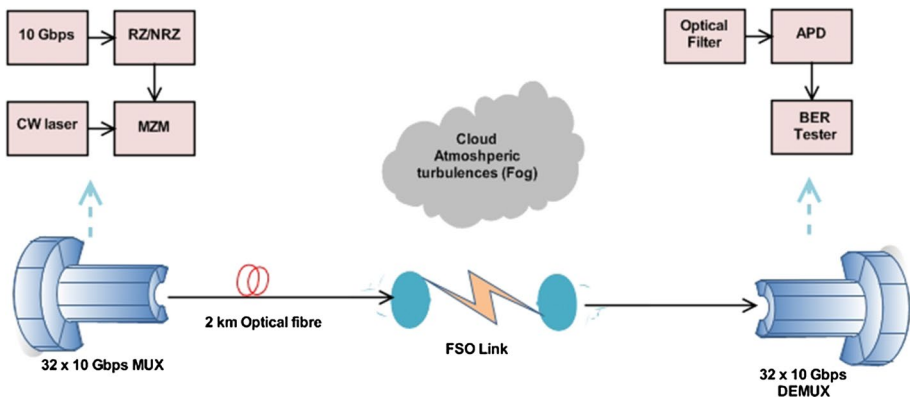 10 Gbps
RZ/NRZ
CW laser
MZM
Optical
Filter
APD
BER
Tester
Cloud
Atmoshperic
turbulences (Fog)
2 km Optical fibre
FSO Link
32 x 10 Gbps MUX
32 x 10 Gbps
DEMUX